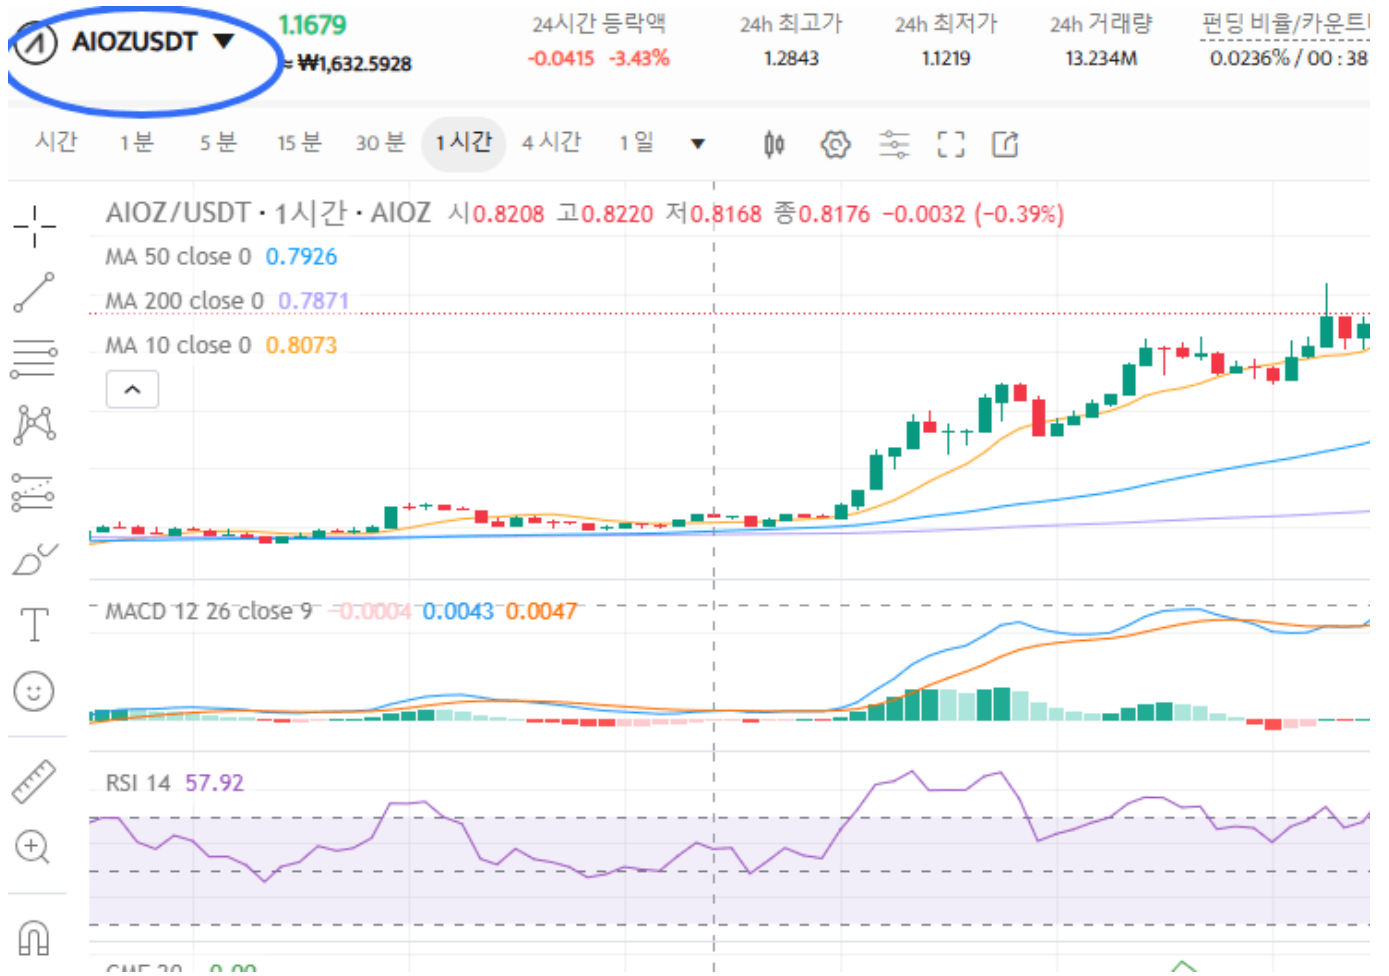 AIOZUSDT ▼
1.1679
≈ ₩1,632.5928
24시간 등락액
-0.0415 -3.43%
24h 최고가
1.2843
24h 최저가
1.1219
24h 거래량
13.234M
펀딩 비율/카운트
0.0236% / 00 : 38
시간 1분 5분 15분 30분 1시간 4시간 1일 ▼
AIOZ/USDT · 1시간 · AIOZ 시0.8208 고0.8220 저0.8168 종0.8176 −0.0032 (−0.39%)
MA 50 close 0 0.7926
MA 200 close 0 0.7871
MA 10 close 0 0.8073
MACD 12 26 close 9 −0.0004 0.0043 0.0047
RSI 14 57.92